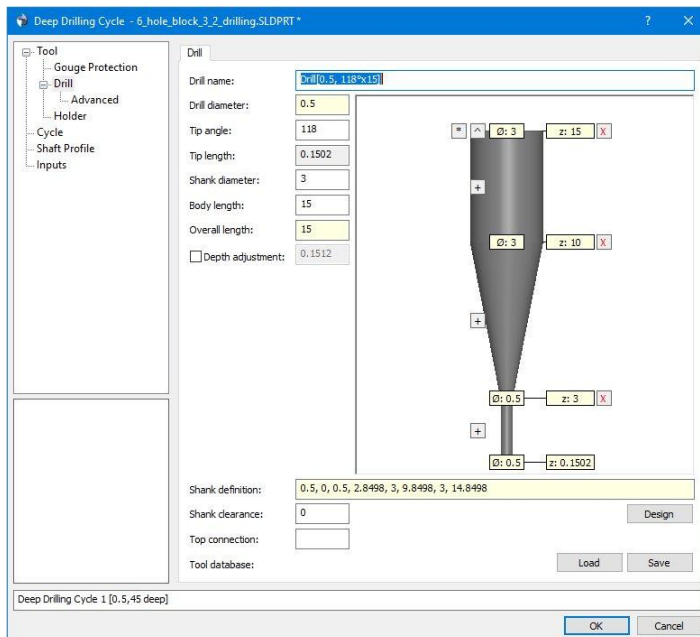 Deep Drilling Cycle - 6_hole_block_3_2_drilling.SLDPRT *
?
X
Tool
Gouge Protection
Drill
Advanced
Holder
Cycle
Shaft Profile
Inputs
Drill
Drill name: Drill[0.5, 118°x15]
Drill diameter: 0.5
Tip angle: 118
Tip length: 0.1502
Shank diameter: 3
Body length: 15
Overall length: 15
Depth adjustment: 0.1512
* ^ Ø: 3 z: 15 X
+
Ø: 3 z: 10 X
+
Ø: 0.5 z: 3 X
+
Ø: 0.5 z: 0.1502
Shank definition: 0.5, 0, 0.5, 2.8498, 3, 9.8498, 3, 14.8498
Shank clearance: 0
Design
Top connection:
Tool database:
Load
Save
Deep Drilling Cycle 1 [0.5,45 deep]
OK
Cancel